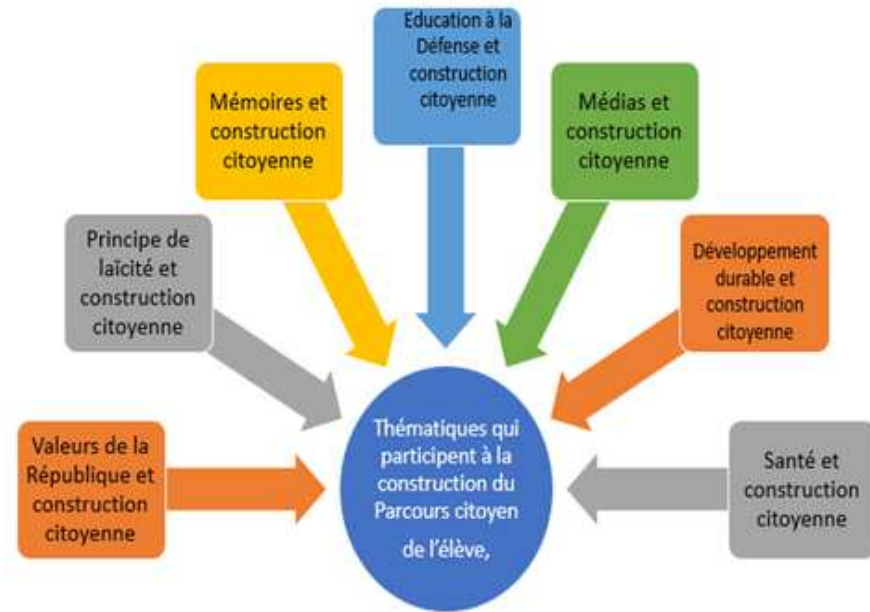 Education à la
Défense et
construction
citoyenne
Mémoires et
construction
citoyenne
Médias et
construction
citoyenne
Principe de
laïcité et
construction
citoyenne
Développement
durable et
construction
citoyenne
Valeurs de la
République et
construction
citoyenne
Thématiques qui
participent à la
construction du
Parcours citoyen
de l'élève,
Santé et
construction
citoyenne